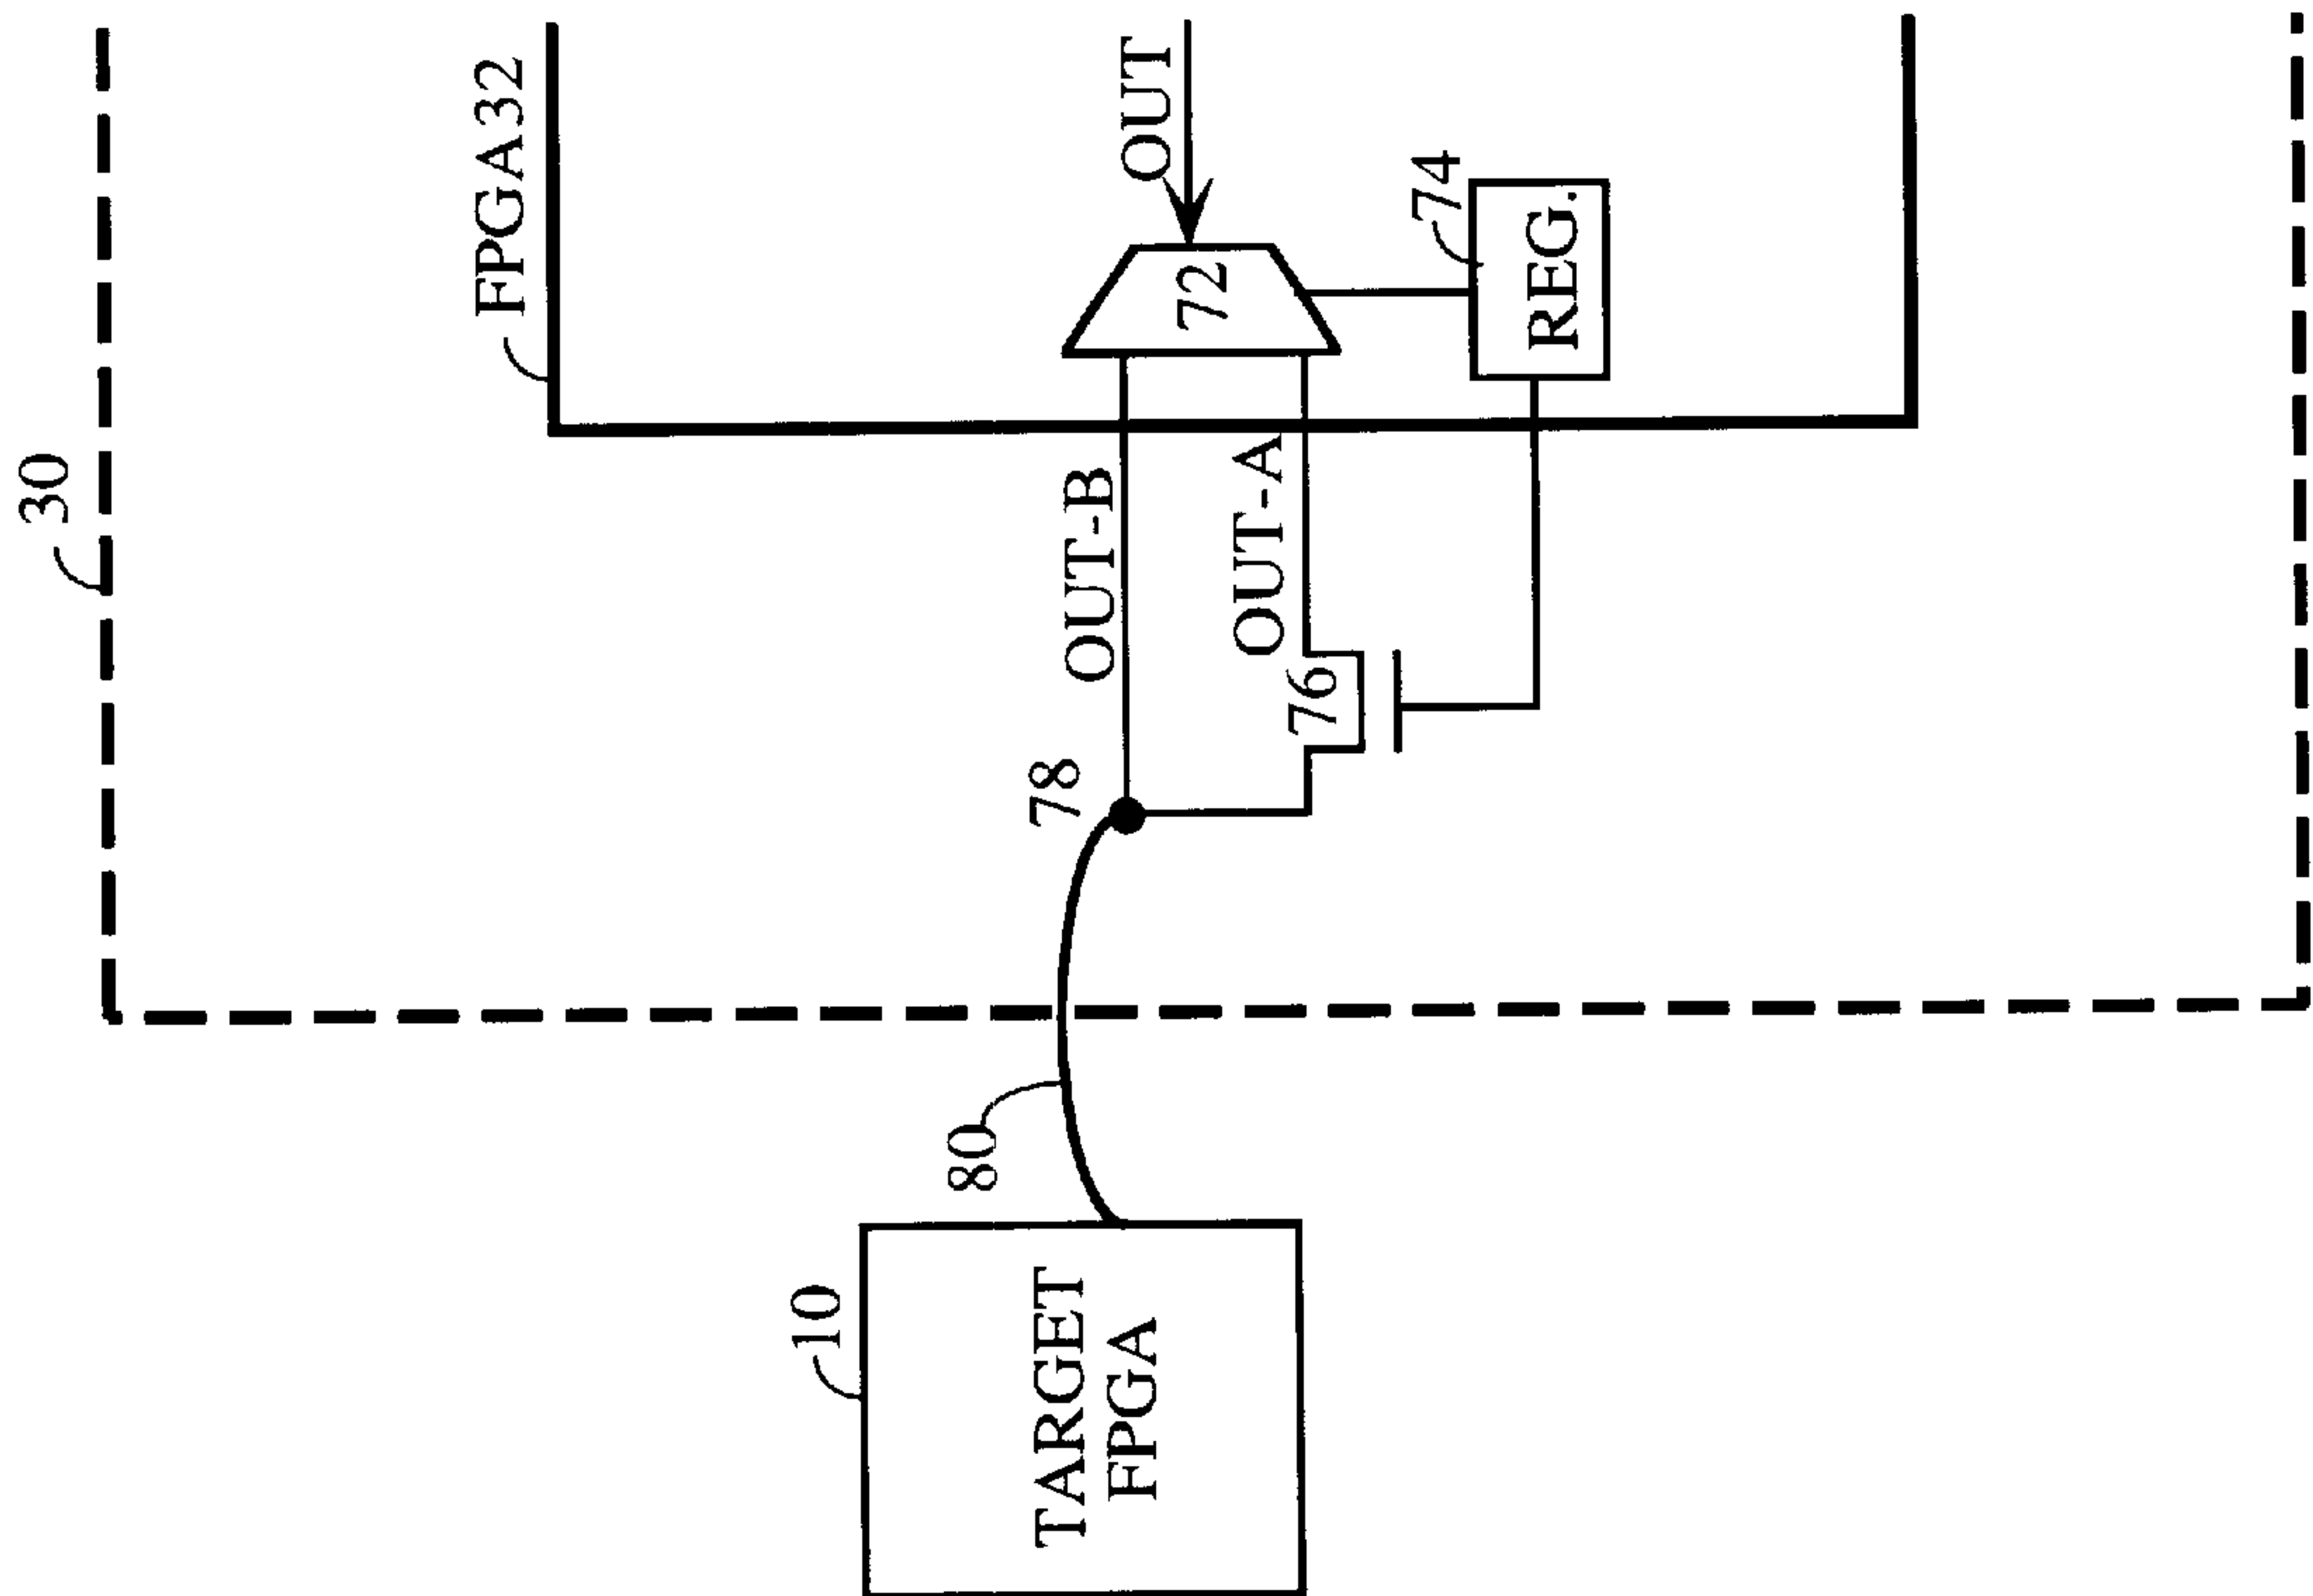 30
FPGA32
OUT
72
74
REG.
OUT-B
OUT-A
76
78
80
10
TARGET
FPGA